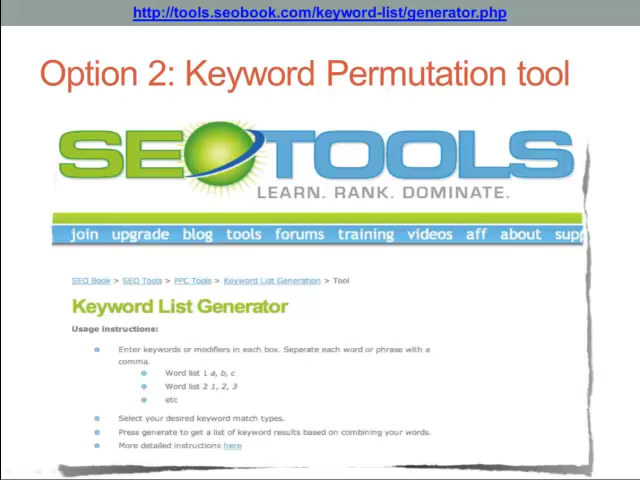 http://tools.seobook.com/keyword-list/generator.php
Option 2: Keyword Permutation tool
SEOTOOLS
LEARN. RANK. DOMINATE.
join upgrade blog tools forums training videos aff about supp
SEO Book > SEO Tools > PPC Tools > Keyword List Generation > Tool
Keyword List Generator
Usage instructions:
Enter keywords or modifiers in each box. Separate each word or phrase with a
comma.
Word list 1 a, b, c
Word list 2 1, 2, 3
etc
Select your desired keyword match types.
Press generate to get a list of keyword results based on combining your words.
More detailed instructions here